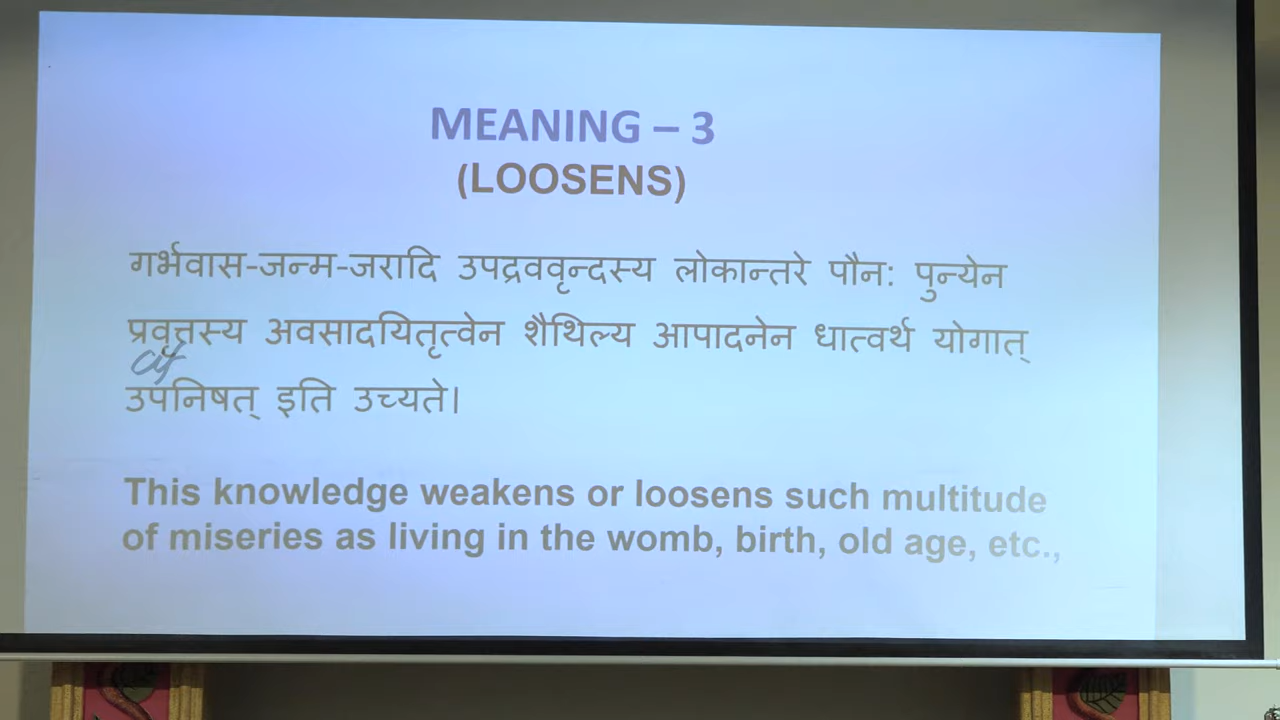 MEANING – 3
(LOOSENS)
गर्भवास-जन्म-जरादि उपद्रववृन्दस्य लोकान्तरे पौन: पुन्येन
प्रवृत्तस्य अवसादयितृत्वेन शैथिल्य आपादनेन धात्वर्थ योगात्
उपनिषत् इति उच्यते।
This knowledge weakens or loosens such multitude
of miseries as living in the womb, birth, old age, etc.,